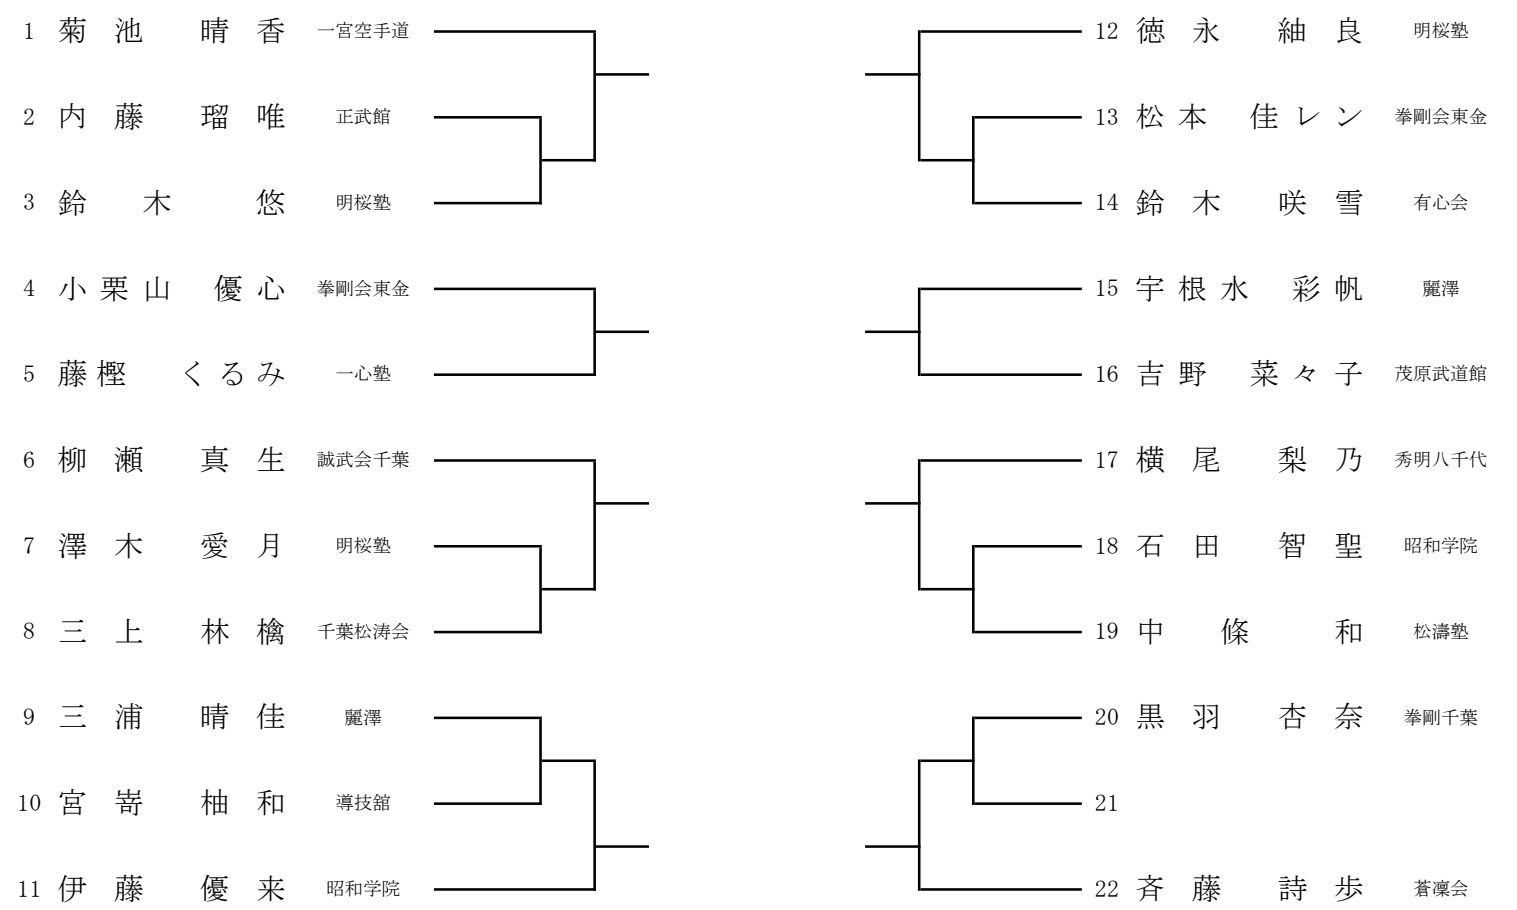 1 菊池 晴香 一宮空手道
2 内藤 瑠唯 正武館
3 鈴木 悠 明桜塾
4 小栗山 優心 拳剛会東金
5 藤樫 くるみ 一心塾
6 柳瀬 真生 誠武会千葉
7 澤木 愛月 明桜塾
8 三上 林檎 千葉松涛会
9 三浦 晴佳 麗澤
10 宮嵜 柚和 導技舘
11 伊藤 優来 昭和学院
12 徳永 紬良 明桜塾
13 松本 佳レン 拳剛会東金
14 鈴木 咲雪 有心会
15 宇根水 彩帆 麗澤
16 吉野 菜々子 茂原武道館
17 横尾 梨乃 秀明八千代
18 石田 智聖 昭和学院
19 中條 和 松濤塾
20 黒羽 杏奈 拳剛千葉
21
22 斉藤 詩歩 蒼凜会